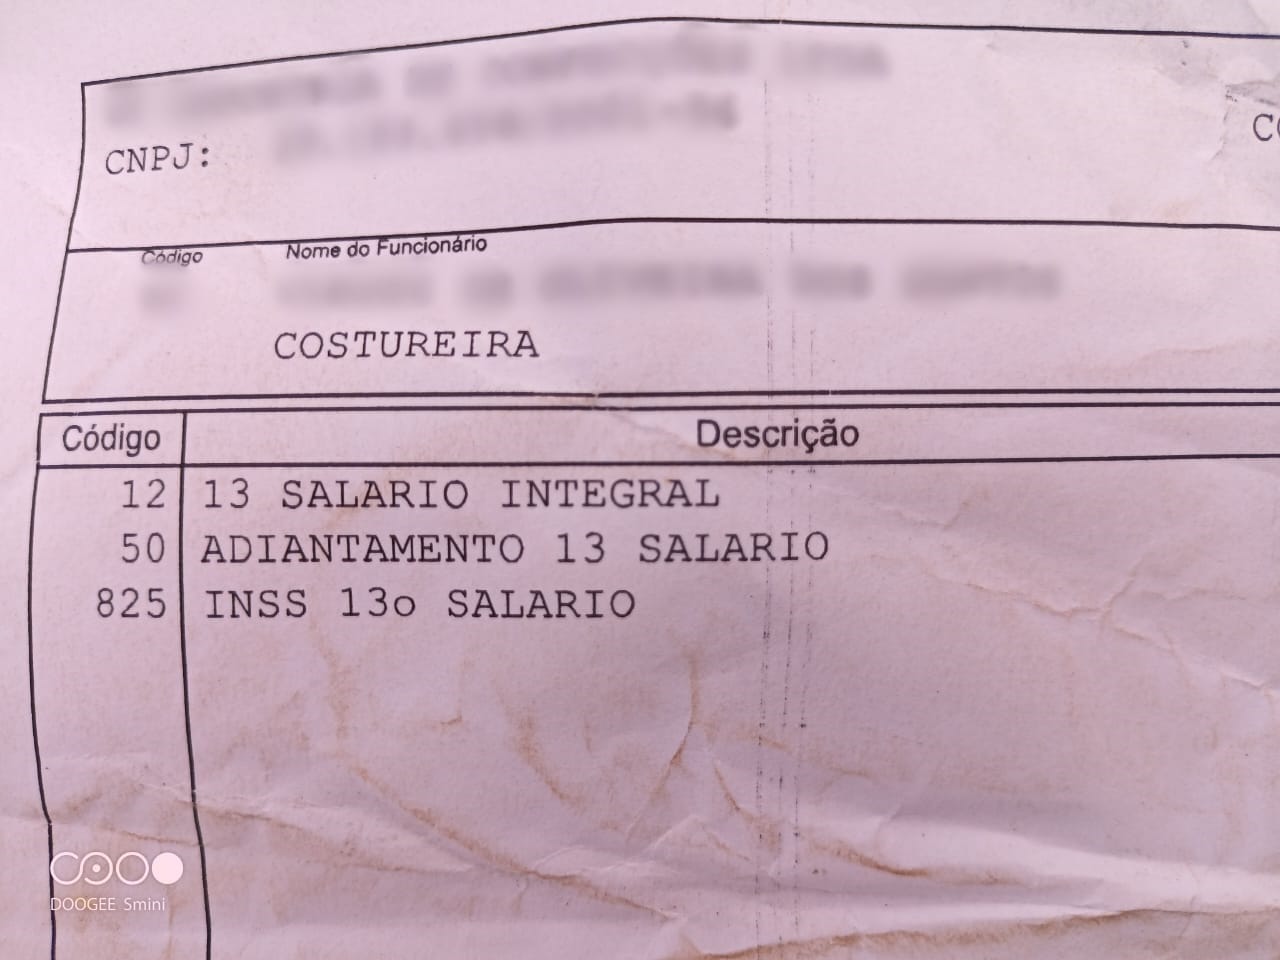 CNPJ:
CO
Código Nome do Funcionário
COSTUREIRA
Código Descrição
12 13 SALARIO INTEGRAL
50 ADIANTAMENTO 13 SALARIO
825 INSS 13o SALARIO
DOOGEE Smini